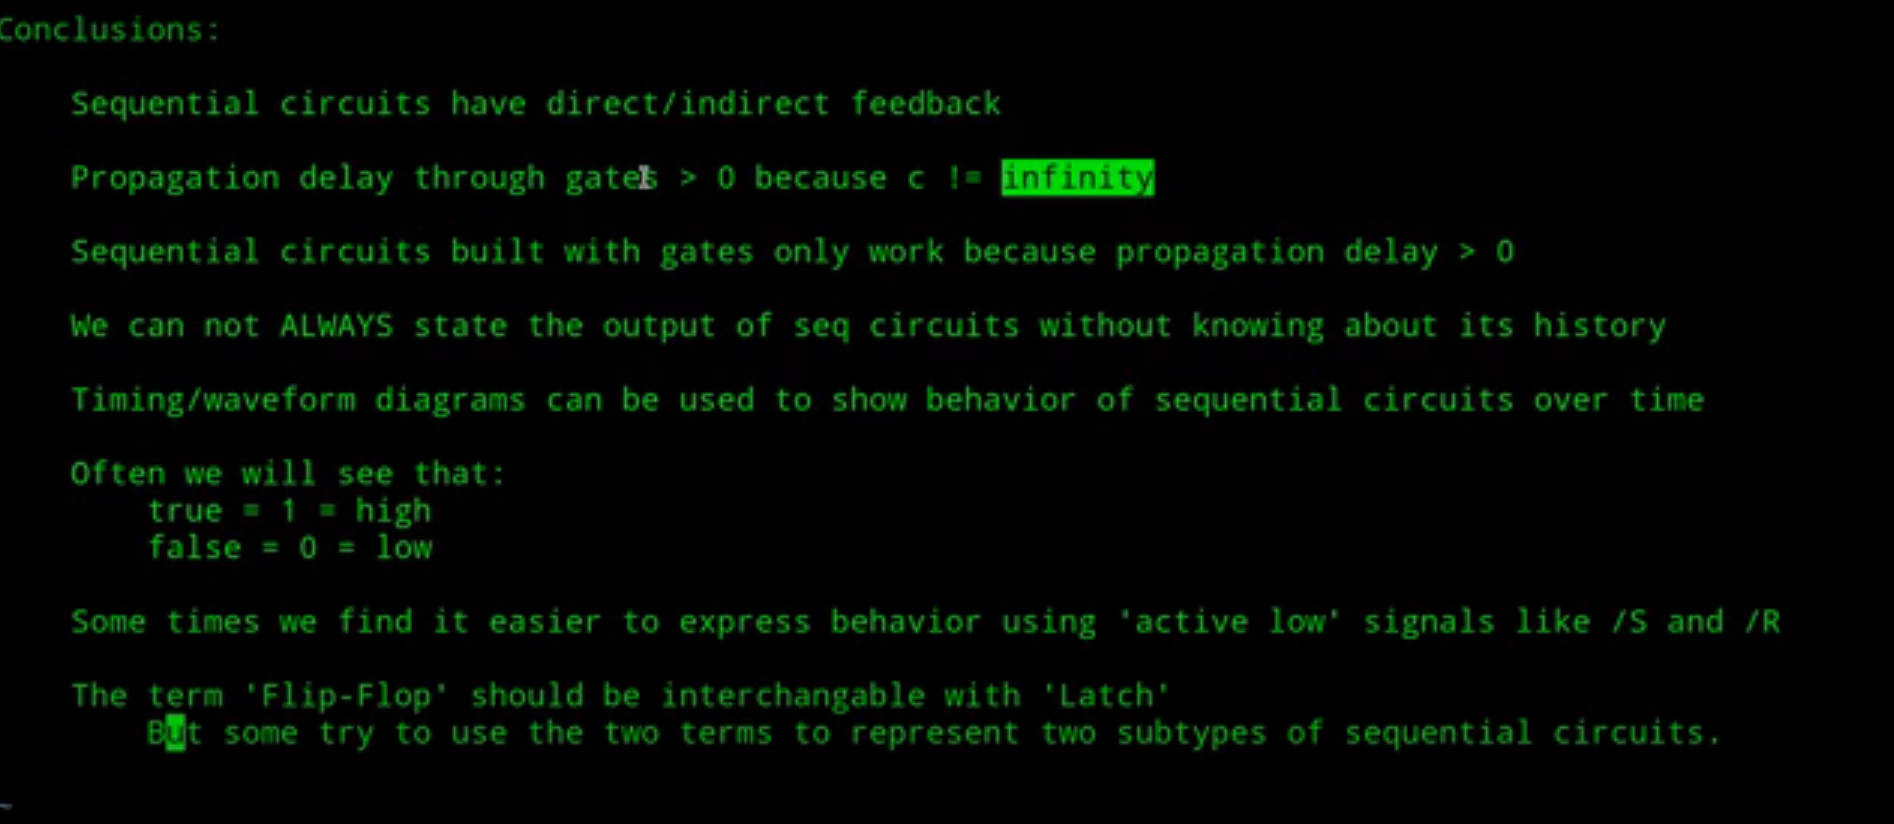 Conclusions:
Sequential circuits have direct/indirect feedback
Propagation delay through gates > 0 because c != infinity
Sequential circuits built with gates only work because propagation delay > 0
We can not ALWAYS state the output of seq circuits without knowing about its history
Timing/waveform diagrams can be used to show behavior of sequential circuits over time
Often we will see that:
true = 1 = high
false = 0 = low
Some times we find it easier to express behavior using 'active low' signals like /S and /R
The term 'Flip-Flop' should be interchangable with 'Latch'
But some try to use the two terms to represent two subtypes of sequential circuits.
~